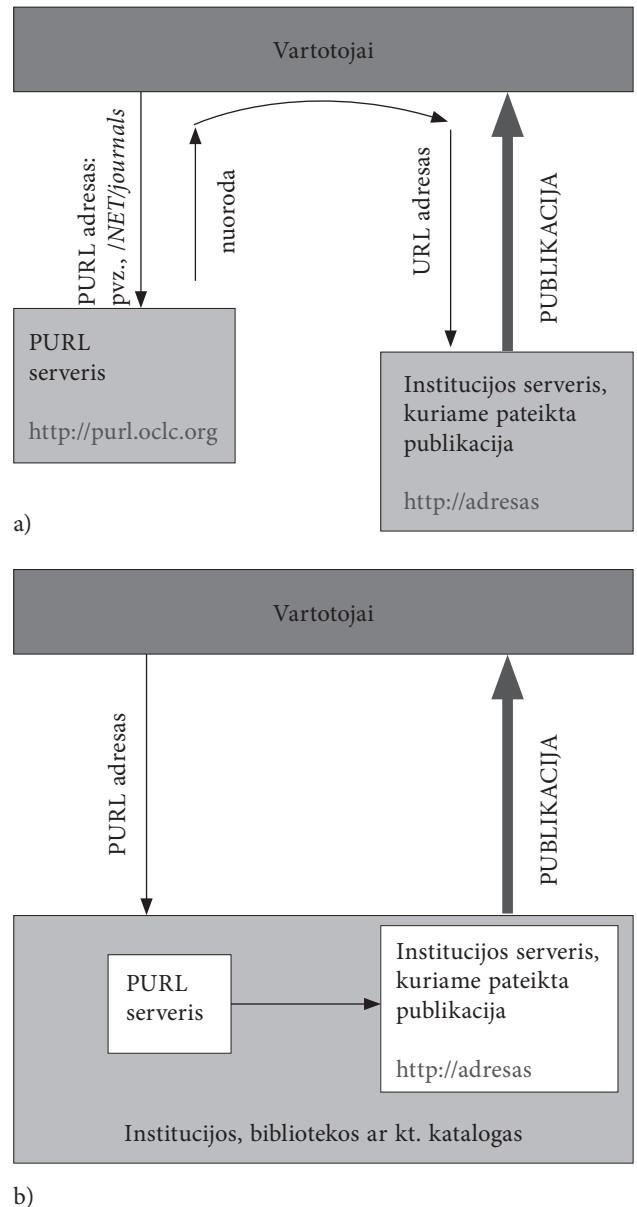 Vartotojai
PURL adresas:
pvz., /NET/journals
nuoroda
URL adresas
PUBLIKACIJA
PURL
serveris
http://purl.oclc.org
Institucijos serveris,
kuriame pateikta
publikacija
http://adresas
a)
Vartotojai
PURL adresas
PUBLIKACIJA
PURL
serveris
Institucijos serveris,
kuriame pateikta
publikacija
http://adresas
Institucijos, bibliotekos ar kt. katalogas
b)